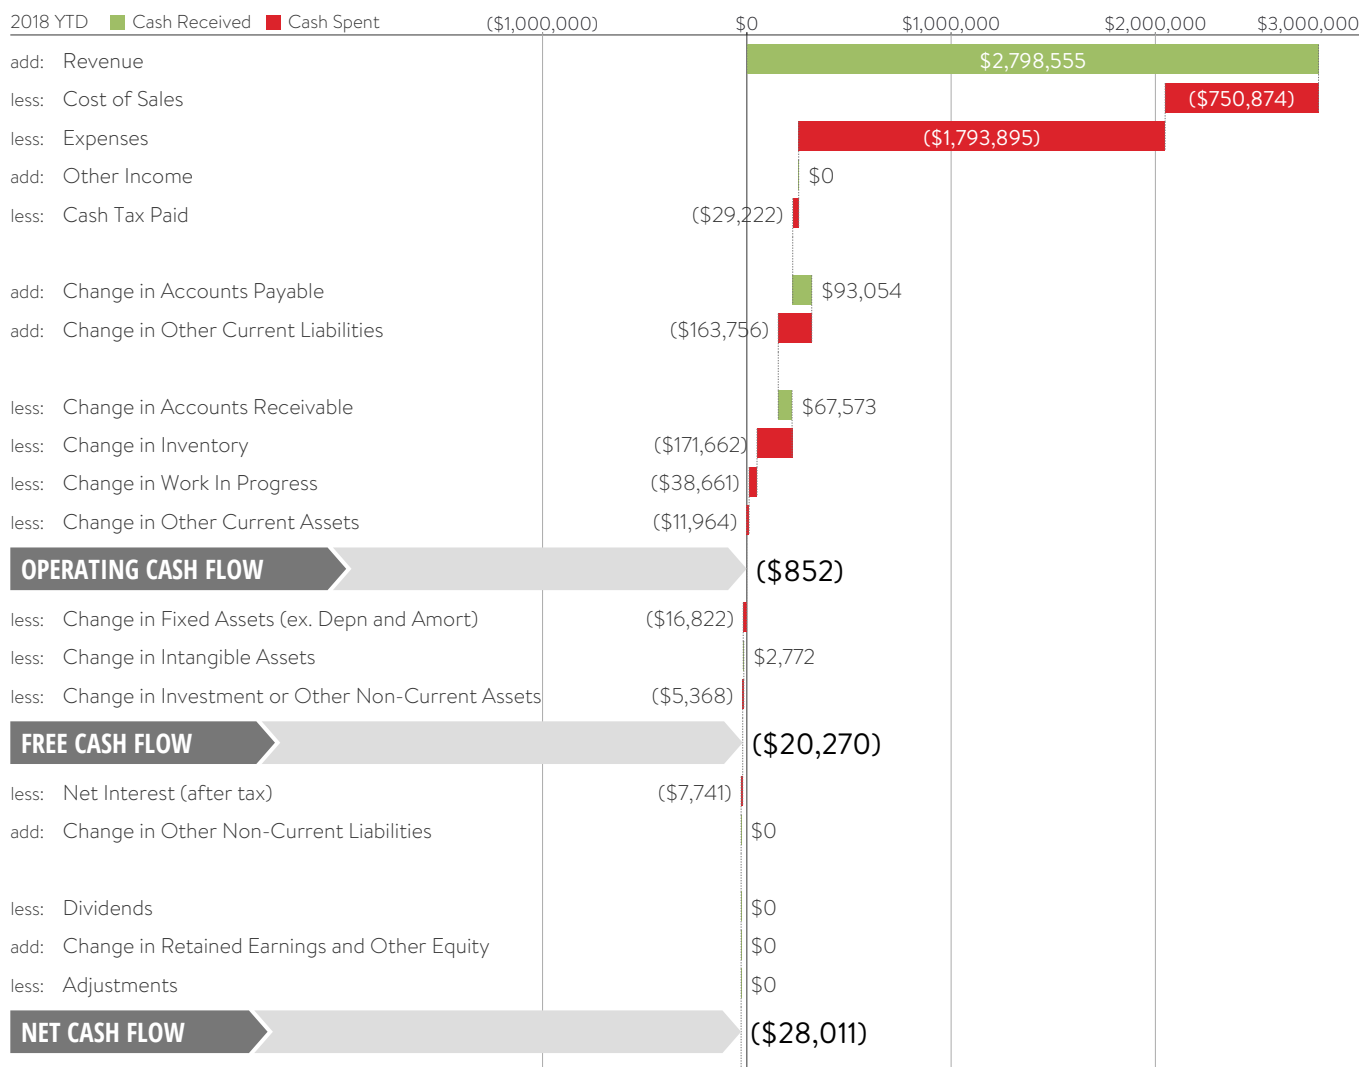 2018 YTD Cash Received Cash Spent ($1,000,000) $0 $1,000,000 $2,000,000 $3,000,000
add: Revenue $2,798,555
less: Cost of Sales ($750,874)
less: Expenses ($1,793,895)
add: Other Income $0
less: Cash Tax Paid ($29,222)
add: Change in Accounts Payable $93,054
add: Change in Other Current Liabilities ($163,756)
less: Change in Accounts Receivable $67,573
less: Change in Inventory ($171,662)
less: Change in Work In Progress ($38,661)
less: Change in Other Current Assets ($11,964)
OPERATING CASH FLOW ($852)
less: Change in Fixed Assets (ex. Depn and Amort) ($16,822)
less: Change in Intangible Assets $2,772
less: Change in Investment or Other Non-Current Assets ($5,368)
FREE CASH FLOW ($20,270)
less: Net Interest (after tax) ($7,741)
add: Change in Other Non-Current Liabilities $0
less: Dividends $0
add: Change in Retained Earnings and Other Equity $0
less: Adjustments $0
NET CASH FLOW ($28,011)